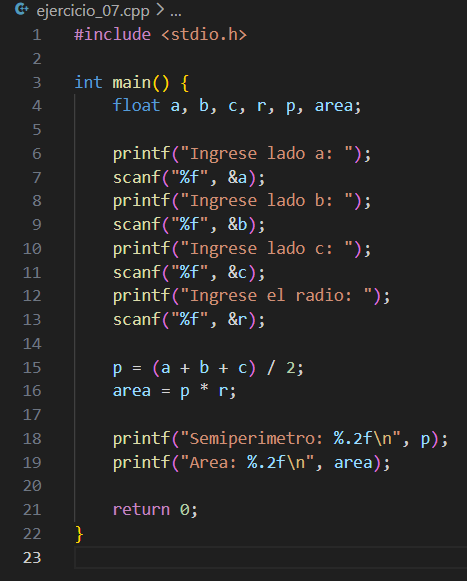 ejercicio_07.cpp > ...
1 #include <stdio.h>
2
3 int main() {
4     float a, b, c, r, p, area;
5
6     printf("Ingrese lado a: ");
7     scanf("%f", &a);
8     printf("Ingrese lado b: ");
9     scanf("%f", &b);
10     printf("Ingrese lado c: ");
11     scanf("%f", &c);
12     printf("Ingrese el radio: ");
13     scanf("%f", &r);
14
15     p = (a + b + c) / 2;
16     area = p * r;
17
18     printf("Semiperimetro: %.2f\n", p);
19     printf("Area: %.2f\n", area);
20
21     return 0;
22 }
23